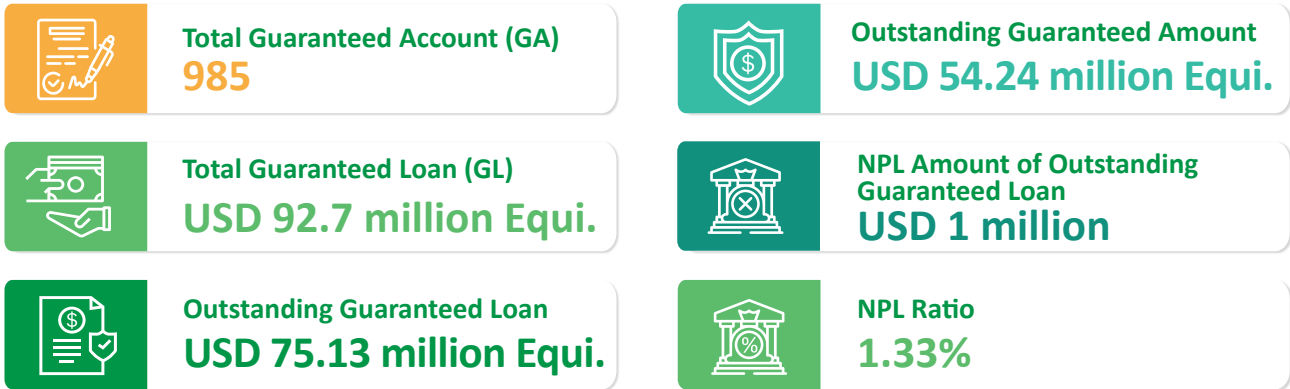 Total Guaranteed Account (GA)
985
Total Guaranteed Loan (GL)
USD 92.7 million Equi.
Outstanding Guaranteed Loan
USD 75.13 million Equi.
Outstanding Guaranteed Amount
USD 54.24 million Equi.
NPL Amount of Outstanding
Guaranteed Loan
USD 1 million
NPL Ratio
1.33%